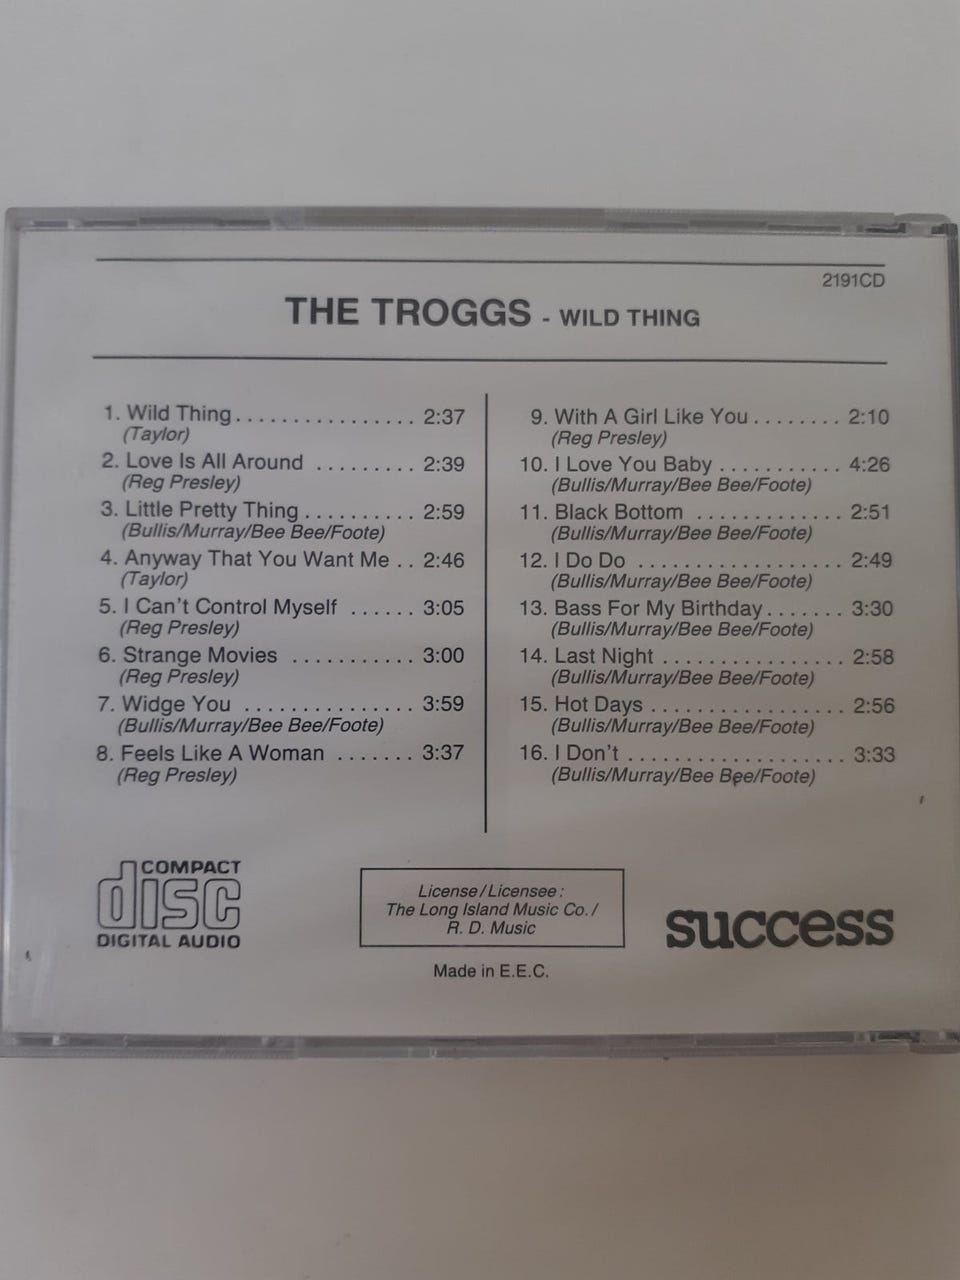 2191CD
THE TROGGS - WILD THING
1. Wild Thing . . . . . . . . . . . . . . . . 2:37
(Taylor)
2. Love Is All Around . . . . . . . . . 2:39
(Reg Presley)
3. Little Pretty Thing . . . . . . . . . . 2:59
(Bullis/Murray/Bee Bee/Foote)
4. Anyway That You Want Me . . 2:46
(Taylor)
5. I Can't Control Myself . . . . . . 3:05
(Reg Presley)
6. Strange Movies . . . . . . . . . . . 3:00
(Reg Presley)
7. Widge You . . . . . . . . . . . . . . . 3:59
(Bullis/Murray/Bee Bee/Foote)
8. Feels Like A Woman . . . . . . . 3:37
(Reg Presley)
9. With A Girl Like You . . . . . . . . 2:10
(Reg Presley)
10. I Love You Baby . . . . . . . . . . . 4:26
(Bullis/Murray/Bee Bee/Foote)
11. Black Bottom . . . . . . . . . . . . . 2:51
(Bullis/Murray/Bee Bee/Foote)
12. I Do Do . . . . . . . . . . . . . . . . . . 2:49
(Bullis/Murray/Bee Bee/Foote)
13. Bass For My Birthday . . . . . . . 3:30
(Bullis/Murray/Bee Bee/Foote)
14. Last Night . . . . . . . . . . . . . . . . 2:58
(Bullis/Murray/Bee Bee/Foote)
15. Hot Days . . . . . . . . . . . . . . . . . 2:56
(Bullis/Murray/Bee Bee/Foote)
16. I Don't . . . . . . . . . . . . . . . . . . . 3:33
(Bullis/Murray/Bee Bee/Foote)
COMPACT
disc
DIGITAL AUDIO
License/Licensee :
The Long Island Music Co. /
R. D. Music
Made in E.E.C.
success